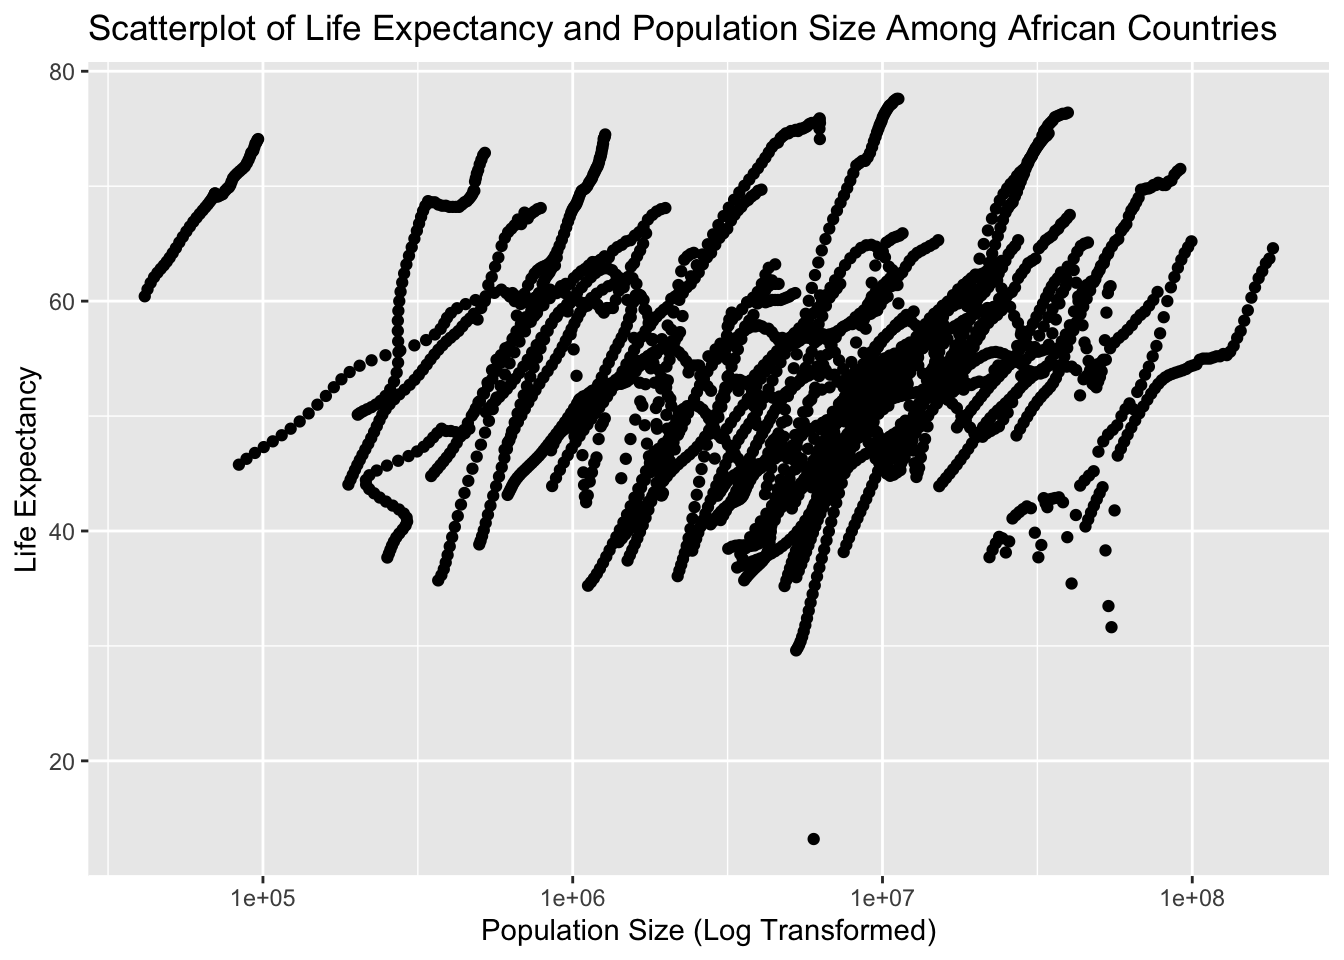 Scatterplot of Life Expectancy and Population Size Among African Countries
80
60
40
20
Life Expectancy
1e+05 1e+06 1e+07 1e+08
Population Size (Log Transformed)